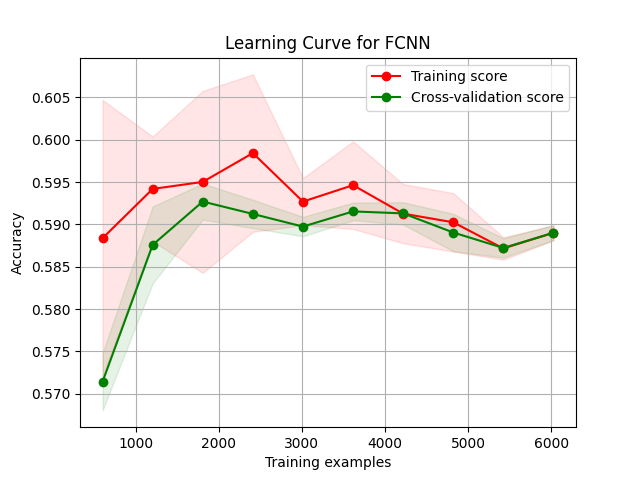 Learning Curve for FCNN
Training score
Cross-validation score
0.605
0.600
0.595
0.590
0.585
0.580
0.575
0.570
Accuracy
1000 2000 3000 4000 5000 6000
Training examples